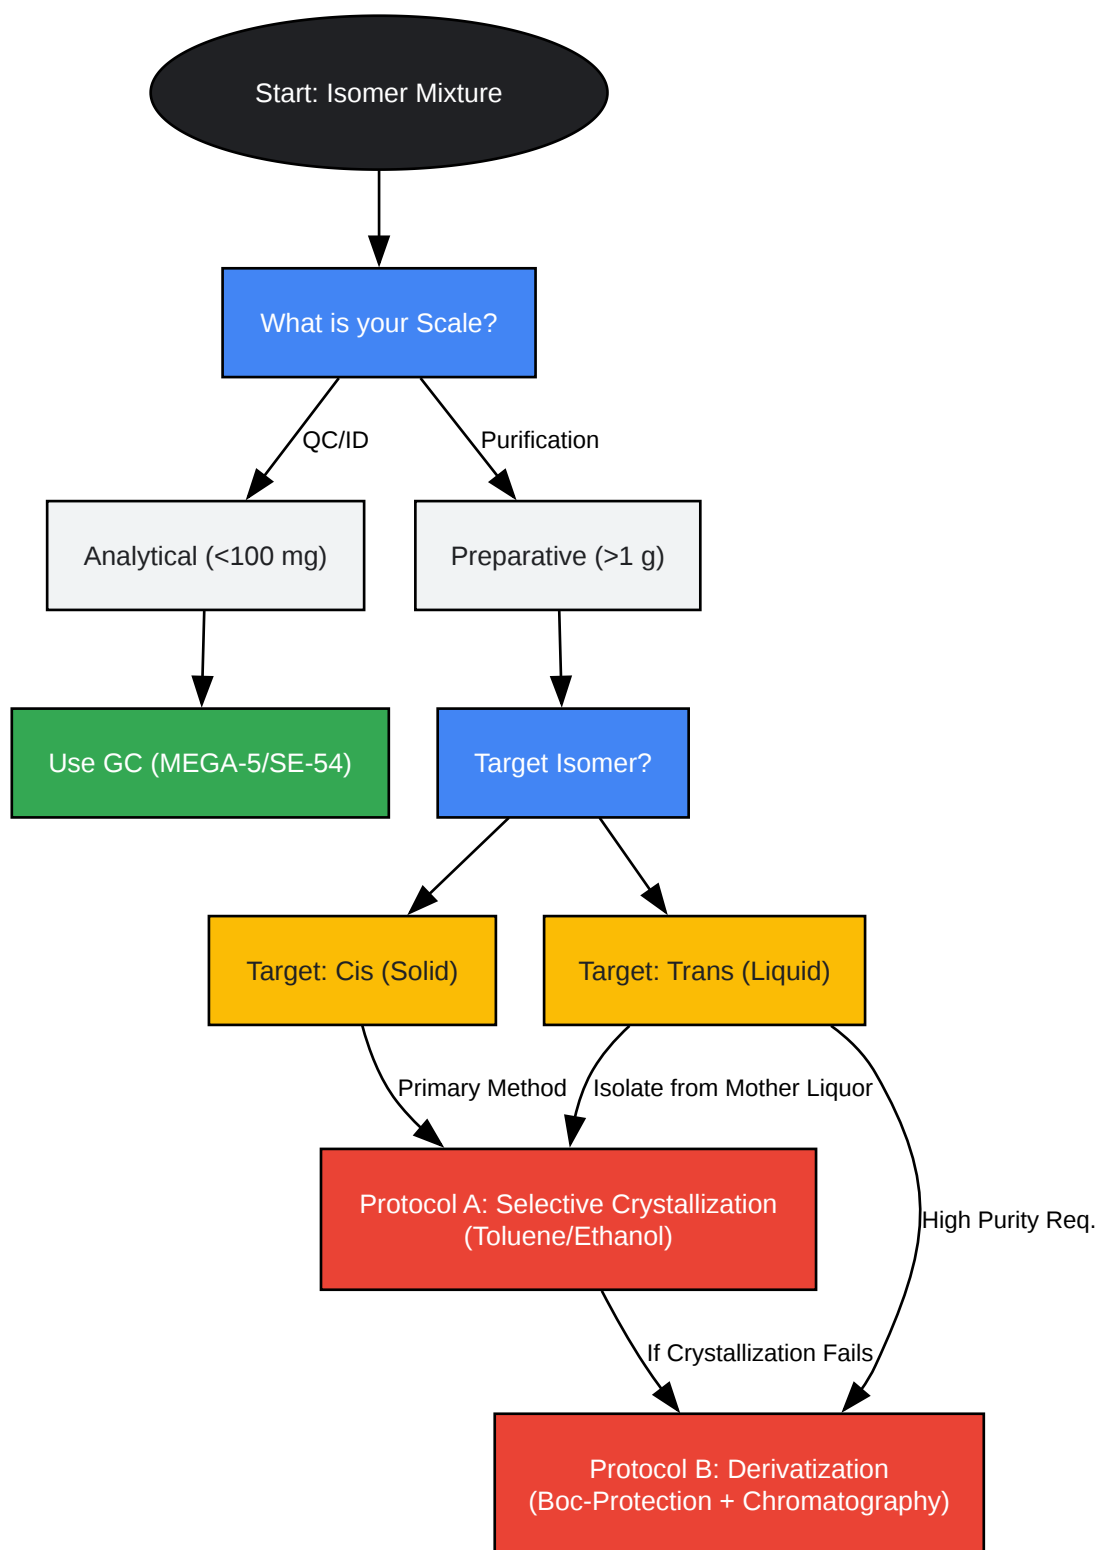 Start: Isomer Mixture
What is your Scale?
QC/ID
Purification
Analytical (<100 mg)
Preparative (>1 g)
Use GC (MEGA-5/SE-54)
Target Isomer?
Target: Cis (Solid)
Target: Trans (Liquid)
Primary Method
Isolate from Mother Liquor
Protocol A: Selective Crystallization
(Toluene/Ethanol)
High Purity Req.
If Crystallization Fails
Protocol B: Derivatization
(Boc-Protection + Chromatography)